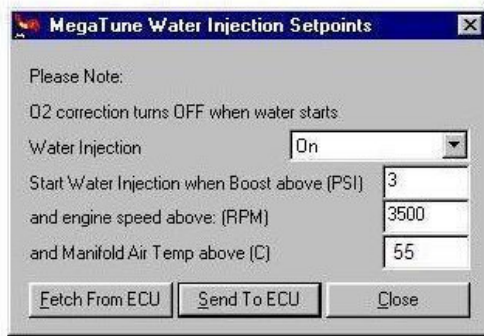 MegaTune Water Injection Setpoints
Please Note:
O2 correction turns OFF when water starts
Water Injection On
Start Water Injection when Boost above (PSI) 3
and engine speed above: (RPM) 3500
and Manifold Air Temp above (C) 55
Fetch From ECU Send To ECU Close